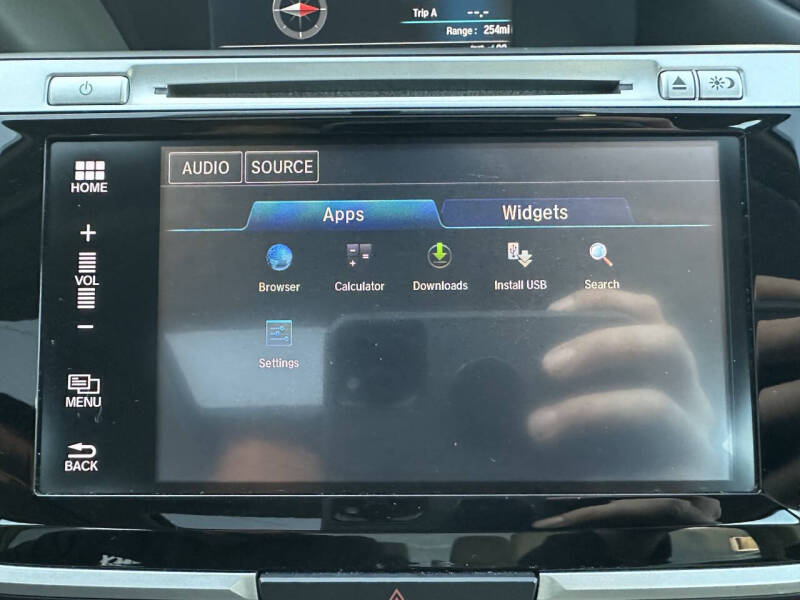 Trip A --.-
Range: 254mi
AUDIO SOURCE
HOME
Apps Widgets
+
VOL
Browser Calculator Downloads Install USB Search
−
Settings
MENU
BACK